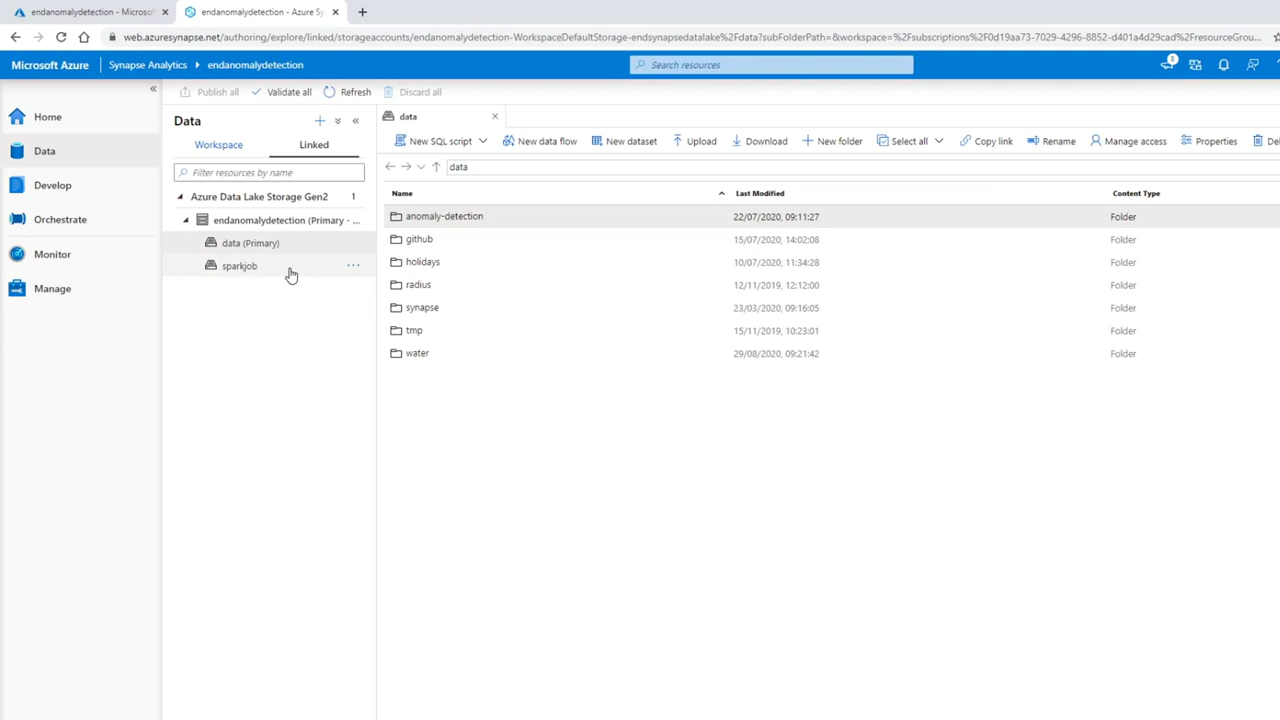 endanomalydetection - Microsoft
endanomalydetection - Azure Sy
web.azuresynapse.net/authoring/explore/linked/storageaccounts/endanomalydetection-WorkspaceDefaultStorage-endsynapsedatalake/%2Fdata?subFolderPath=&workspace=%2Fsubscriptions%2F0d19aa73-7029-4296-8852-d401a4d29cad%2FresourceGrou...
Microsoft Azure
Synapse Analytics
endanomalydetection
Search resources
8
Publish all
Validate all
Refresh
Discard all
Home
Data
Develop
Orchestrate
Monitor
Manage
Data
Workspace
Linked
Filter resources by name
Azure Data Lake Storage Gen2 1
endanomalydetection (Primary - ...
data (Primary)
sparkjob
data
New SQL script
New data flow
New dataset
Upload
Download
New folder
Select all
Copy link
Rename
Manage access
Properties
Del
data
Name Last Modified Content Type
anomaly-detection 22/07/2020, 09:11:27 Folder
github 15/07/2020, 14:02:08 Folder
holidays 10/07/2020, 11:34:28 Folder
radius 12/11/2019, 12:12:00 Folder
synapse 23/03/2020, 09:16:05 Folder
tmp 15/11/2019, 10:23:01 Folder
water 29/08/2020, 09:21:42 Folder